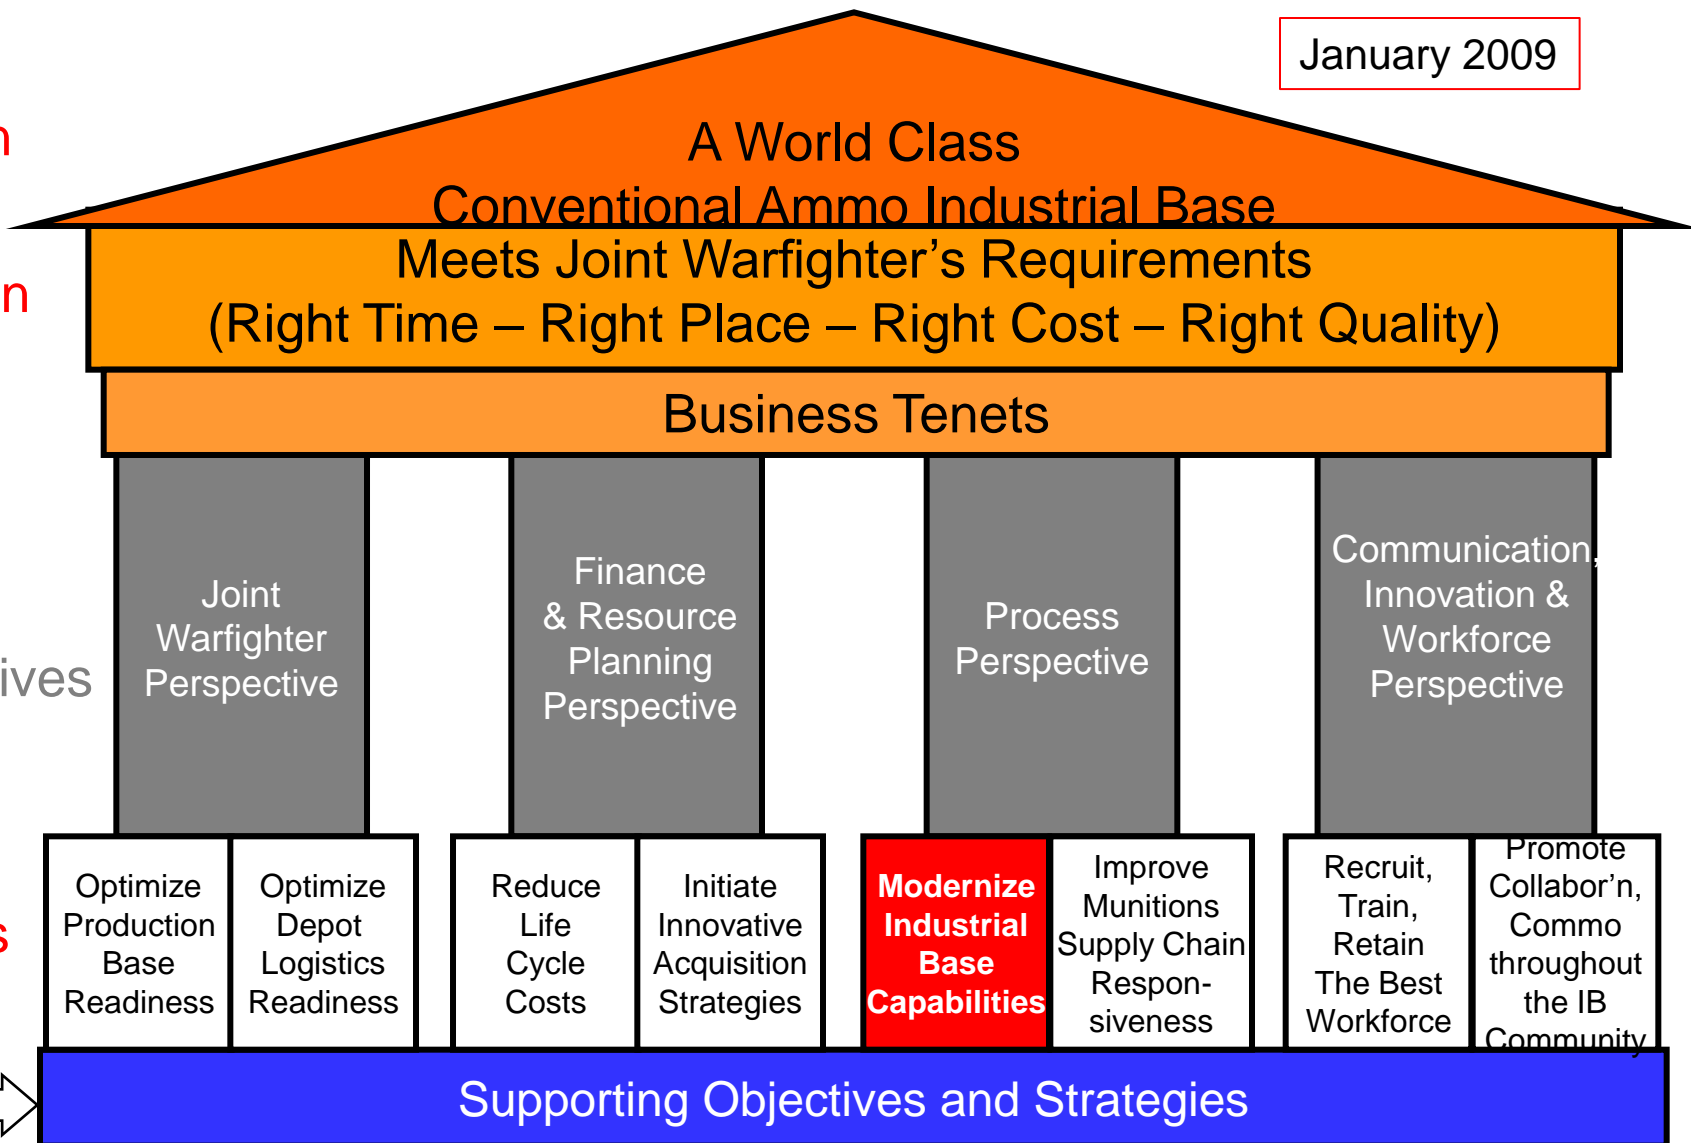 January 2009
A World Class
Conventional Ammo Industrial Base
Meets Joint Warfighter’s Requirements
(Right Time – Right Place – Right Cost – Right Quality)
Business Tenets
Joint
Warfighter
Perspective
Finance
& Resource
Planning
Perspective
Process
Perspective
Communication,
Innovation &
Workforce
Perspective
Optimize
Production
Base
Readiness
Optimize
Depot
Logistics
Readiness
Reduce
Life
Cycle
Costs
Initiate
Innovative
Acquisition
Strategies
Modernize
Industrial
Base
Capabilities
Improve
Munitions
Supply Chain
Respon-
siveness
Recruit,
Train,
Retain
The Best
Workforce
Promote
Collabor’n,
Commo
throughout
the IB
Community
Supporting Objectives and Strategies